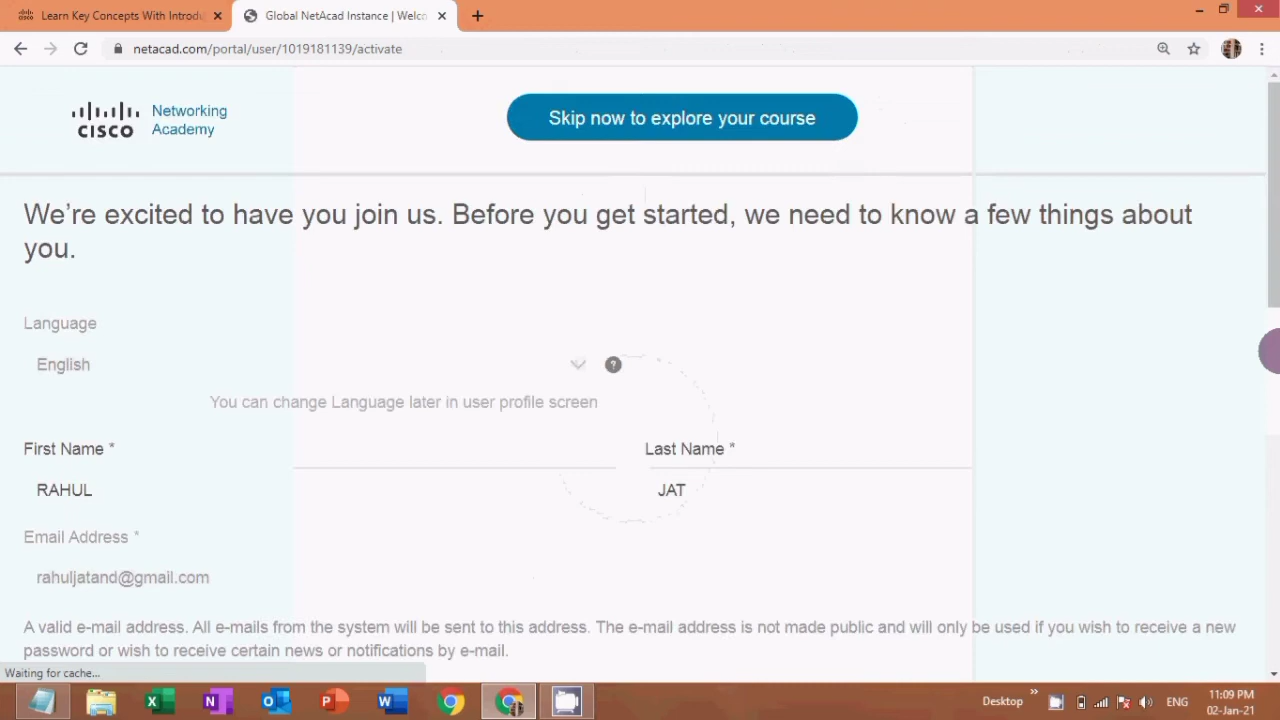 Learn Key Concepts With Introdu
Global NetAcad Instance | Welco
netacad.com/portal/user/1019181139/activate
CISCO
Networking
Academy
Skip now to explore your course
We're excited to have you join us. Before you get started, we need to know a few things about
you.
Language
English
?
You can change Language later in user profile screen
First Name *
Last Name *
RAHUL
JAT
Email Address *
rahuljatand@gmail.com
A valid e-mail address. All e-mails from the system will be sent to this address. The e-mail address is not made public and will only be used if you wish to receive a new
password or wish to receive certain news or notifications by e-mail.
Waiting for cache...
Desktop
ENG
11:09 PM
02-Jan-21